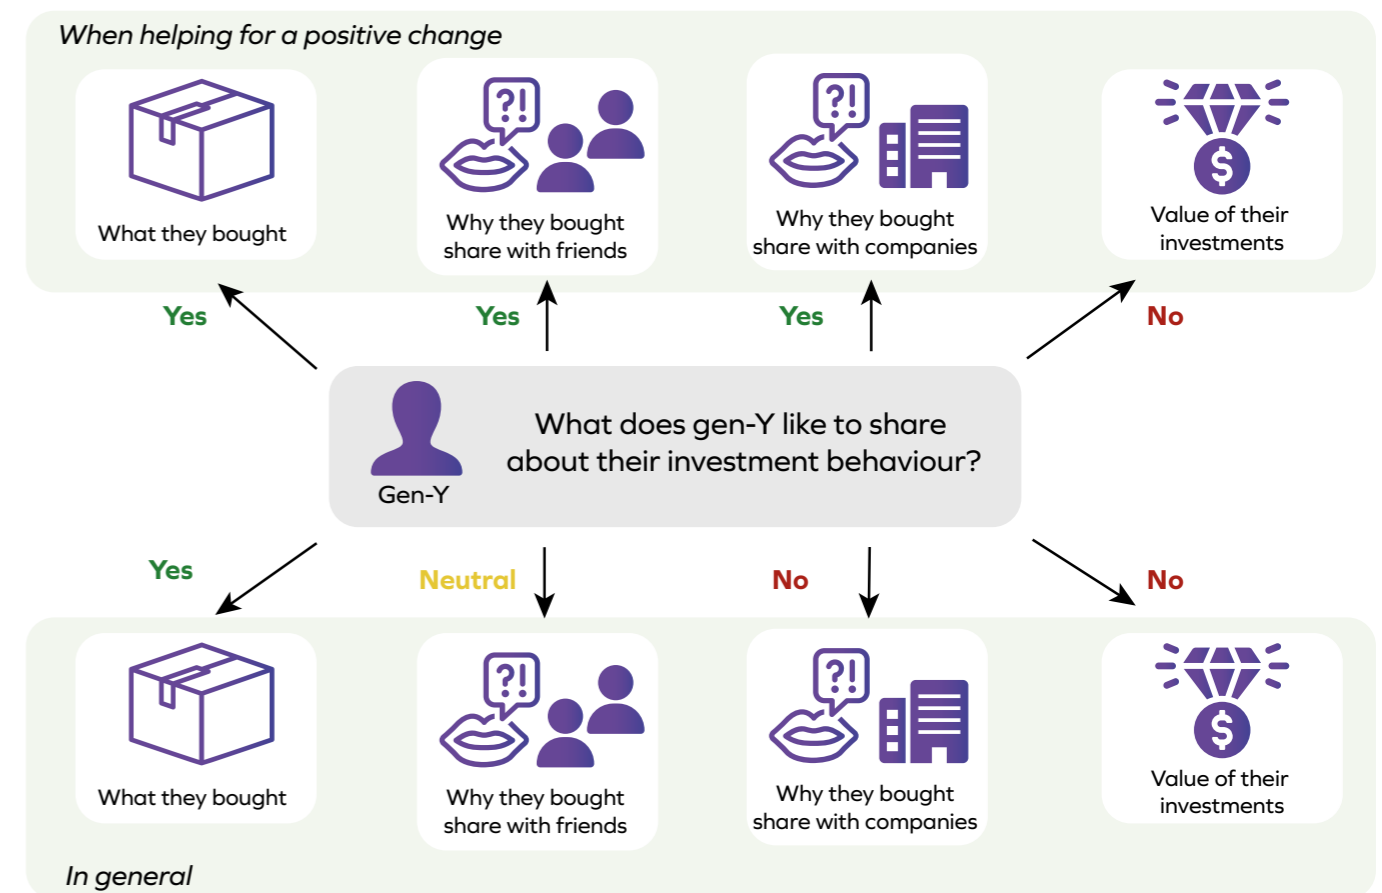 When helping for a positive change
?!
?!
$
What they bought
Why they bought
share with friends
Why they bought
share with companies
Value of their
investments
Yes
Yes
Yes
No
What does gen-Y like to share
about their investment behaviour?
Gen-Y
Yes
Neutral
No
No
?!
?!
$
What they bought
Why they bought
share with friends
Why they bought
share with companies
Value of their
investments
In general